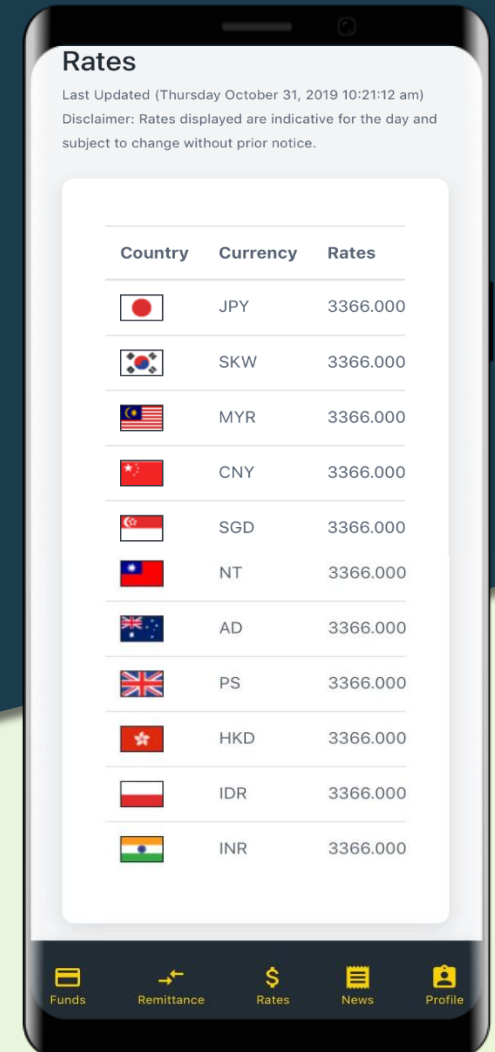 Rates
Last Updated (Thursday October 31, 2019 10:21:12 am)
Disclaimer: Rates displayed are indicative for the day and
subject to change without prior notice.
Country Currency Rates
JPY 3366.000
SKW 3366.000
MYR 3366.000
CNY 3366.000
SGD 3366.000
NT 3366.000
AD 3366.000
PS 3366.000
HKD 3366.000
IDR 3366.000
INR 3366.000
Funds Remittance Rates News Profile